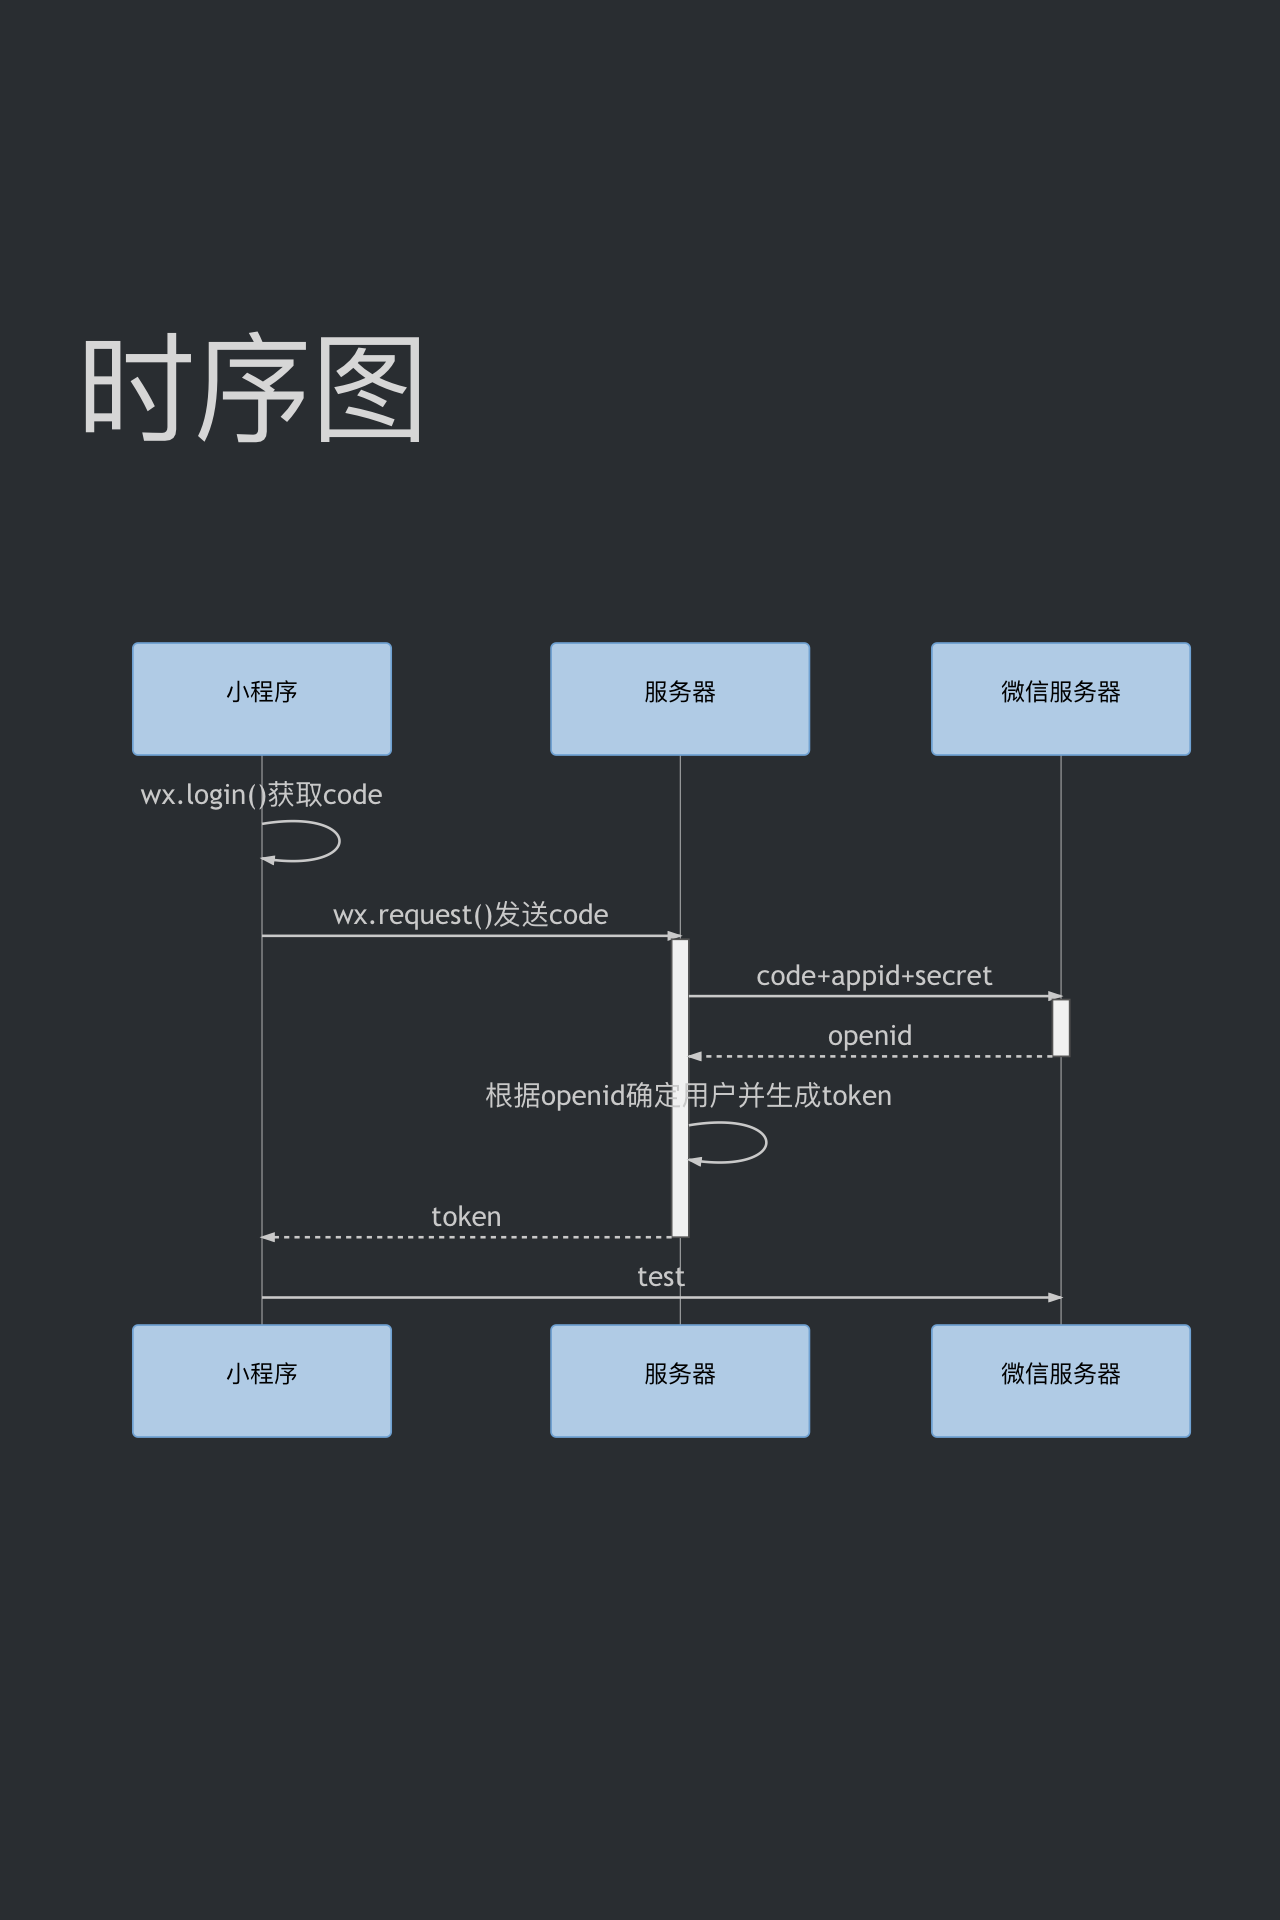 时序图
小程序
服务器
微信服务器
wx.login()获取code
wx.request()发送code
code+appid+secret
openid
根据openid确定用户并生成token
token
test
小程序
服务器
微信服务器